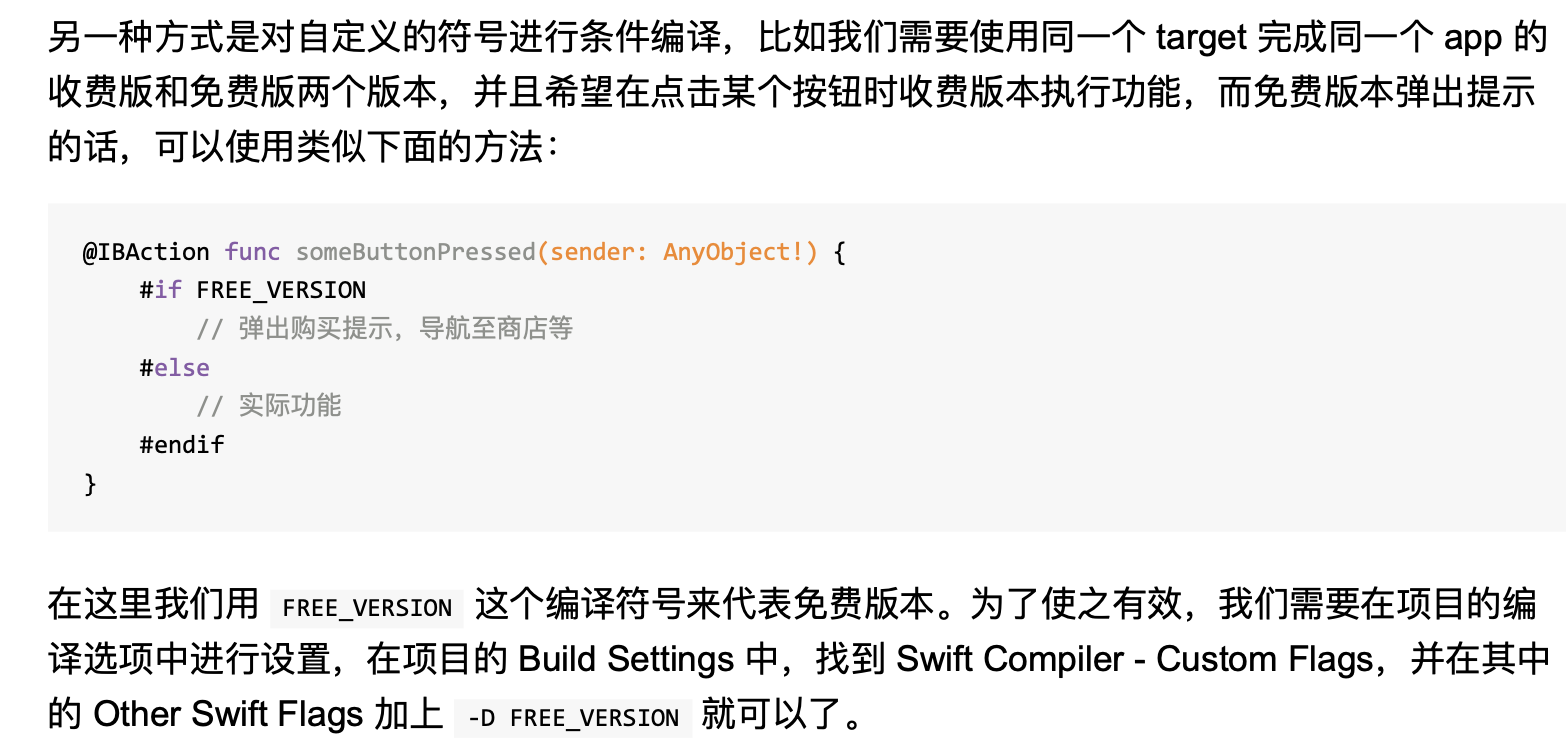 另一种方式是对自定义的符号进行条件编译，比如我们需要使用同一个 target 完成同一个 app 的
收费版和免费版两个版本，并且希望在点击某个按钮时收费版本执行功能，而免费版本弹出提示
的话，可以使用类似下面的方法：
@IBAction func someButtonPressed(sender: AnyObject!) {
    #if FREE_VERSION
        // 弹出购买提示，导航至商店等
    #else
        // 实际功能
    #endif
}
在这里我们用 FREE_VERSION 这个编译符号来代表免费版本。为了使之有效，我们需要在项目的编
译选项中进行设置，在项目的 Build Settings 中，找到 Swift Compiler - Custom Flags，并在其中
的 Other Swift Flags 加上 -D FREE_VERSION 就可以了。